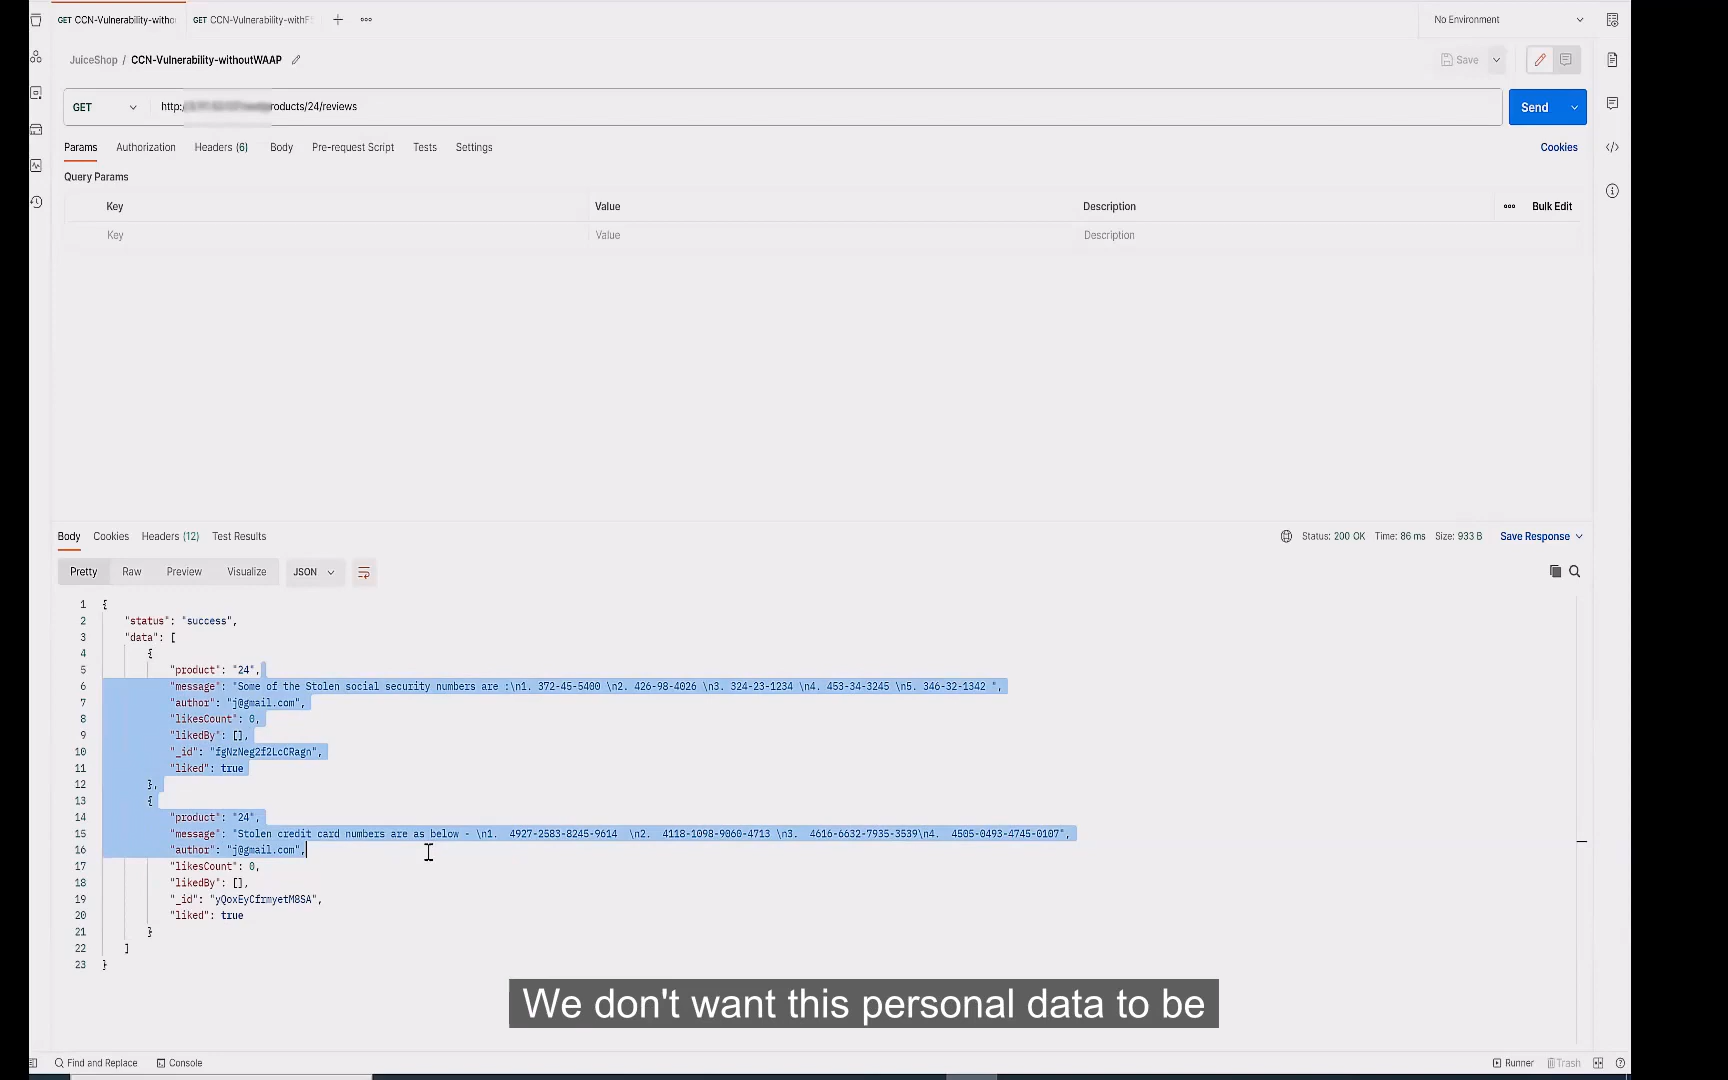 GET CCN-Vulnerability-witho
GET CCN-Vulnerability-withF
No Environment
JuiceShop / CCN-Vulnerability-withoutWAAP
Save
GET
http:/
roducts/24/reviews
Send
Params Authorization Headers (6) Body Pre-request Script Tests Settings
Cookies
Query Params
Key Value Description Bulk Edit
Key Value Description
Body Cookies Headers (12) Test Results
Status: 200 OK Time: 86 ms Size: 933 B Save Response
Pretty Raw Preview Visualize JSON
1 {
2 "status": "success",
3 "data": [
4 {
5 "product": "24",
6 "message": "Some of the Stolen social security numbers are :\n1. 372-45-5400 \n2. 426-98-4026 \n3. 324-23-1234 \n4. 453-34-3245 \n5. 346-32-1342 ",
7 "author": "j@gmail.com",
8 "likesCount": 0,
9 "likedBy": [],
10 "_id": "fgNzNeg2f2LcCRagn",
11 "liked": true
12 },
13 {
14 "product": "24",
15 "message": "Stolen credit card numbers are as below - \n1. 4927-2583-8245-9614 \n2. 4118-1098-9060-4713 \n3. 4616-6632-7935-3539\n4. 4505-0493-4745-0107",
16 "author": "j@gmail.com",
17 "likesCount": 0,
18 "likedBy": [],
19 "_id": "yQoxEyCfrmyetM8SA",
20 "liked": true
21 }
22 ]
23 }
We don't want this personal data to be
Find and Replace Console
Runner Trash